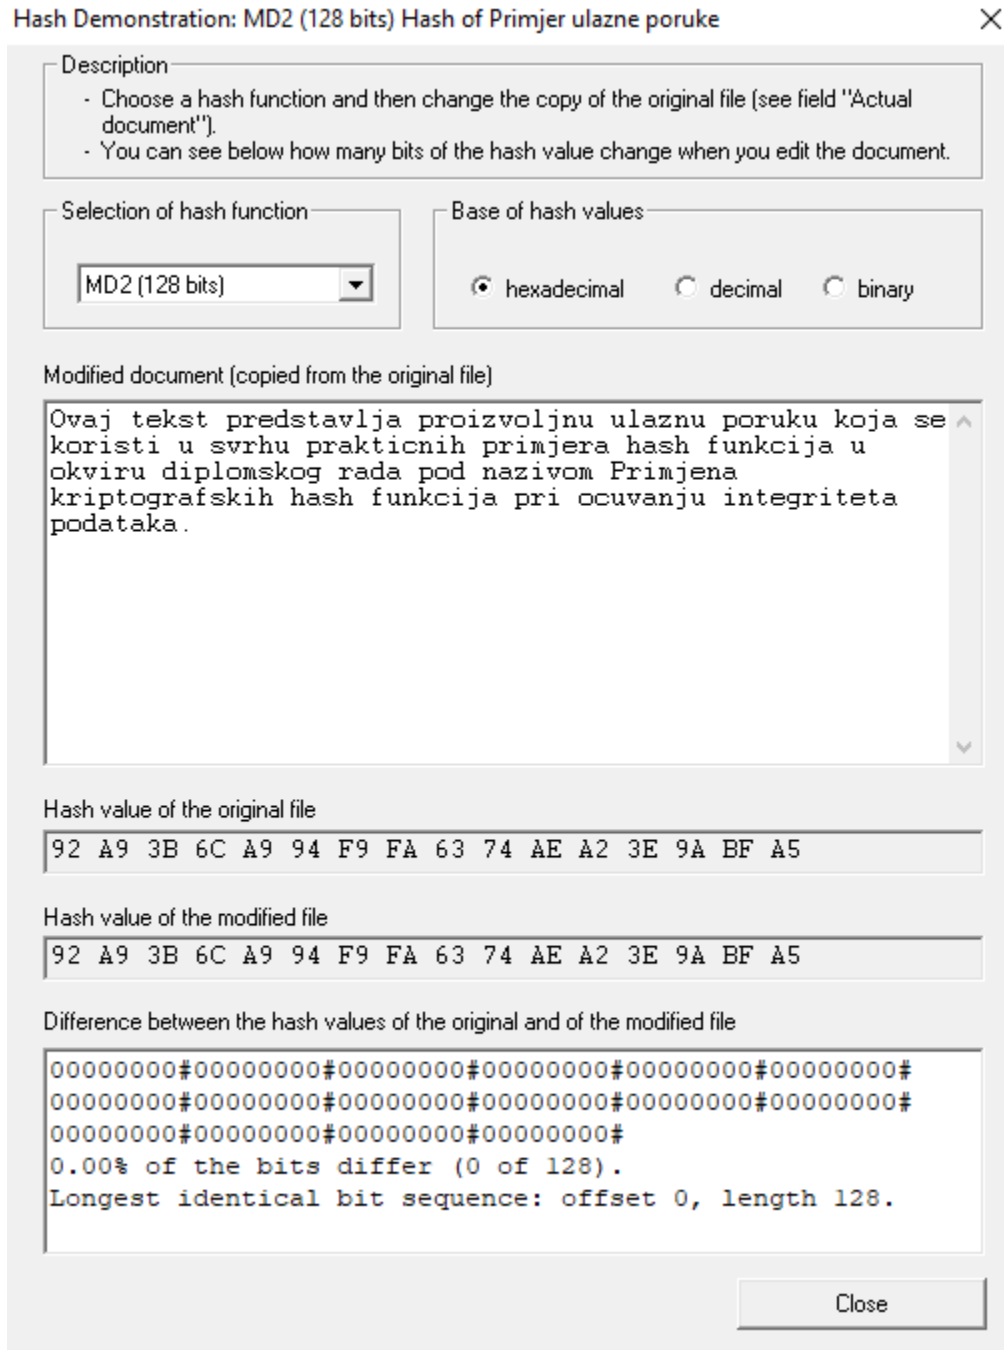 Hash Demonstration: MD2 (128 bits) Hash of Primjer ulazne poruke
Description
- Choose a hash function and then change the copy of the original file (see field "Actual
document").
- You can see below how many bits of the hash value change when you edit the document.
Selection of hash function
Base of hash values
MD2 (128 bits)
hexadecimal
decimal
binary
Modified document (copied from the original file)
Ovaj tekst predstavlja proizvoljnu ulaznu poruku koja se
koristi u svrhu prakticnih primjera hash funkcija u
okviru diplomskog rada pod nazivom Primjena
kriptografskih hash funkcija pri ocuvanju integriteta
podataka.
Hash value of the original file
92 A9 3B 6C A9 94 F9 FA 63 74 AE A2 3E 9A BF A5
Hash value of the modified file
92 A9 3B 6C A9 94 F9 FA 63 74 AE A2 3E 9A BF A5
Difference between the hash values of the original and of the modified file
00000000#00000000#00000000#00000000#00000000#00000000#
00000000#00000000#00000000#00000000#00000000#00000000#
00000000#00000000#00000000#00000000#
0.00% of the bits differ (0 of 128).
Longest identical bit sequence: offset 0, length 128.
Close